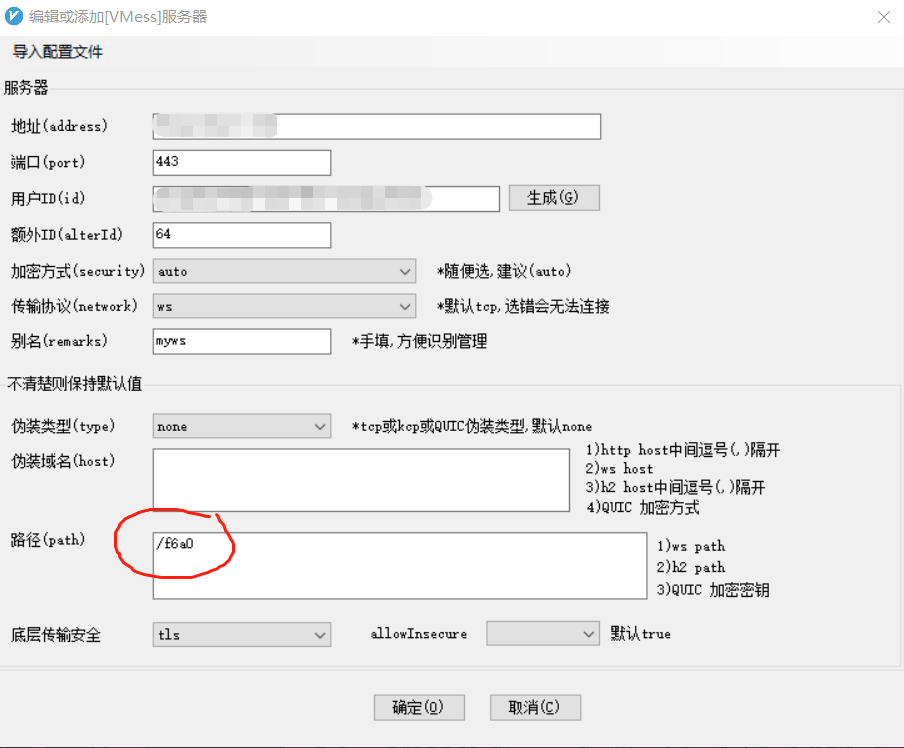 编辑或添加[VMess]服务器
导入配置文件
服务器
地址(address)
端口(port) 443
用户ID(id) 生成(G)
额外ID(alterId) 64
加密方式(security) auto *随便选,建议(auto)
传输协议(network) ws *默认tcp,选错会无法连接
别名(remarks) myws *手填,方便识别管理
不清楚则保持默认值
伪装类型(type) none *tcp或kcp或QUIC伪装类型,默认none
伪装域名(host)
1)http host中间逗号(,)隔开
2)ws host
3)h2 host中间逗号(,)隔开
4)QUIC 加密方式
路径(path) /f6a0
1)ws path
2)h2 path
3)QUIC 加密密钥
底层传输安全 tls allowInsecure 默认true
确定(O) 取消(C)